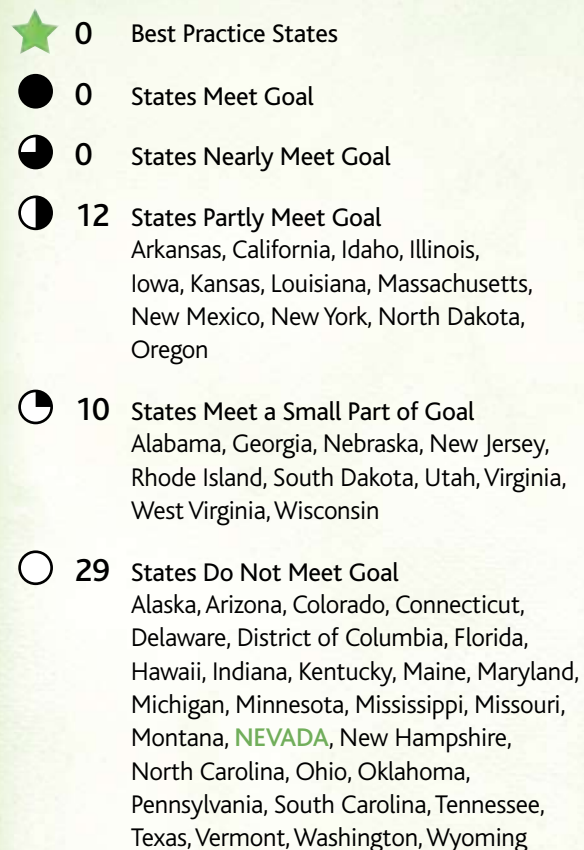 0 Best Practice States
0 States Meet Goal
0 States Nearly Meet Goal
12 States Partly Meet Goal
Arkansas, California, Idaho, Illinois,
Iowa, Kansas, Louisiana, Massachusetts,
New Mexico, New York, North Dakota,
Oregon
10 States Meet a Small Part of Goal
Alabama, Georgia, Nebraska, New Jersey,
Rhode Island, South Dakota, Utah, Virginia,
West Virginia, Wisconsin
29 States Do Not Meet Goal
Alaska, Arizona, Colorado, Connecticut,
Delaware, District of Columbia, Florida,
Hawaii, Indiana, Kentucky, Maine, Maryland,
Michigan, Minnesota, Mississippi, Missouri,
Montana, NEVADA, New Hampshire,
North Carolina, Ohio, Oklahoma,
Pennsylvania, South Carolina, Tennessee,
Texas, Vermont, Washington, Wyoming